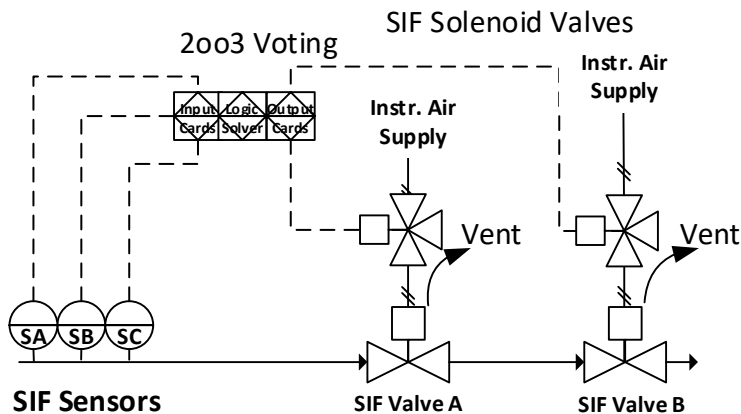 SIF Solenoid Valves
2oo3 Voting
Instr. Air
Supply
Input
Cards
Logic
Solver
Output
Cards
Instr. Air
Supply
Vent
Vent
SA
SB
SC
SIF Sensors
SIF Valve A
SIF Valve B